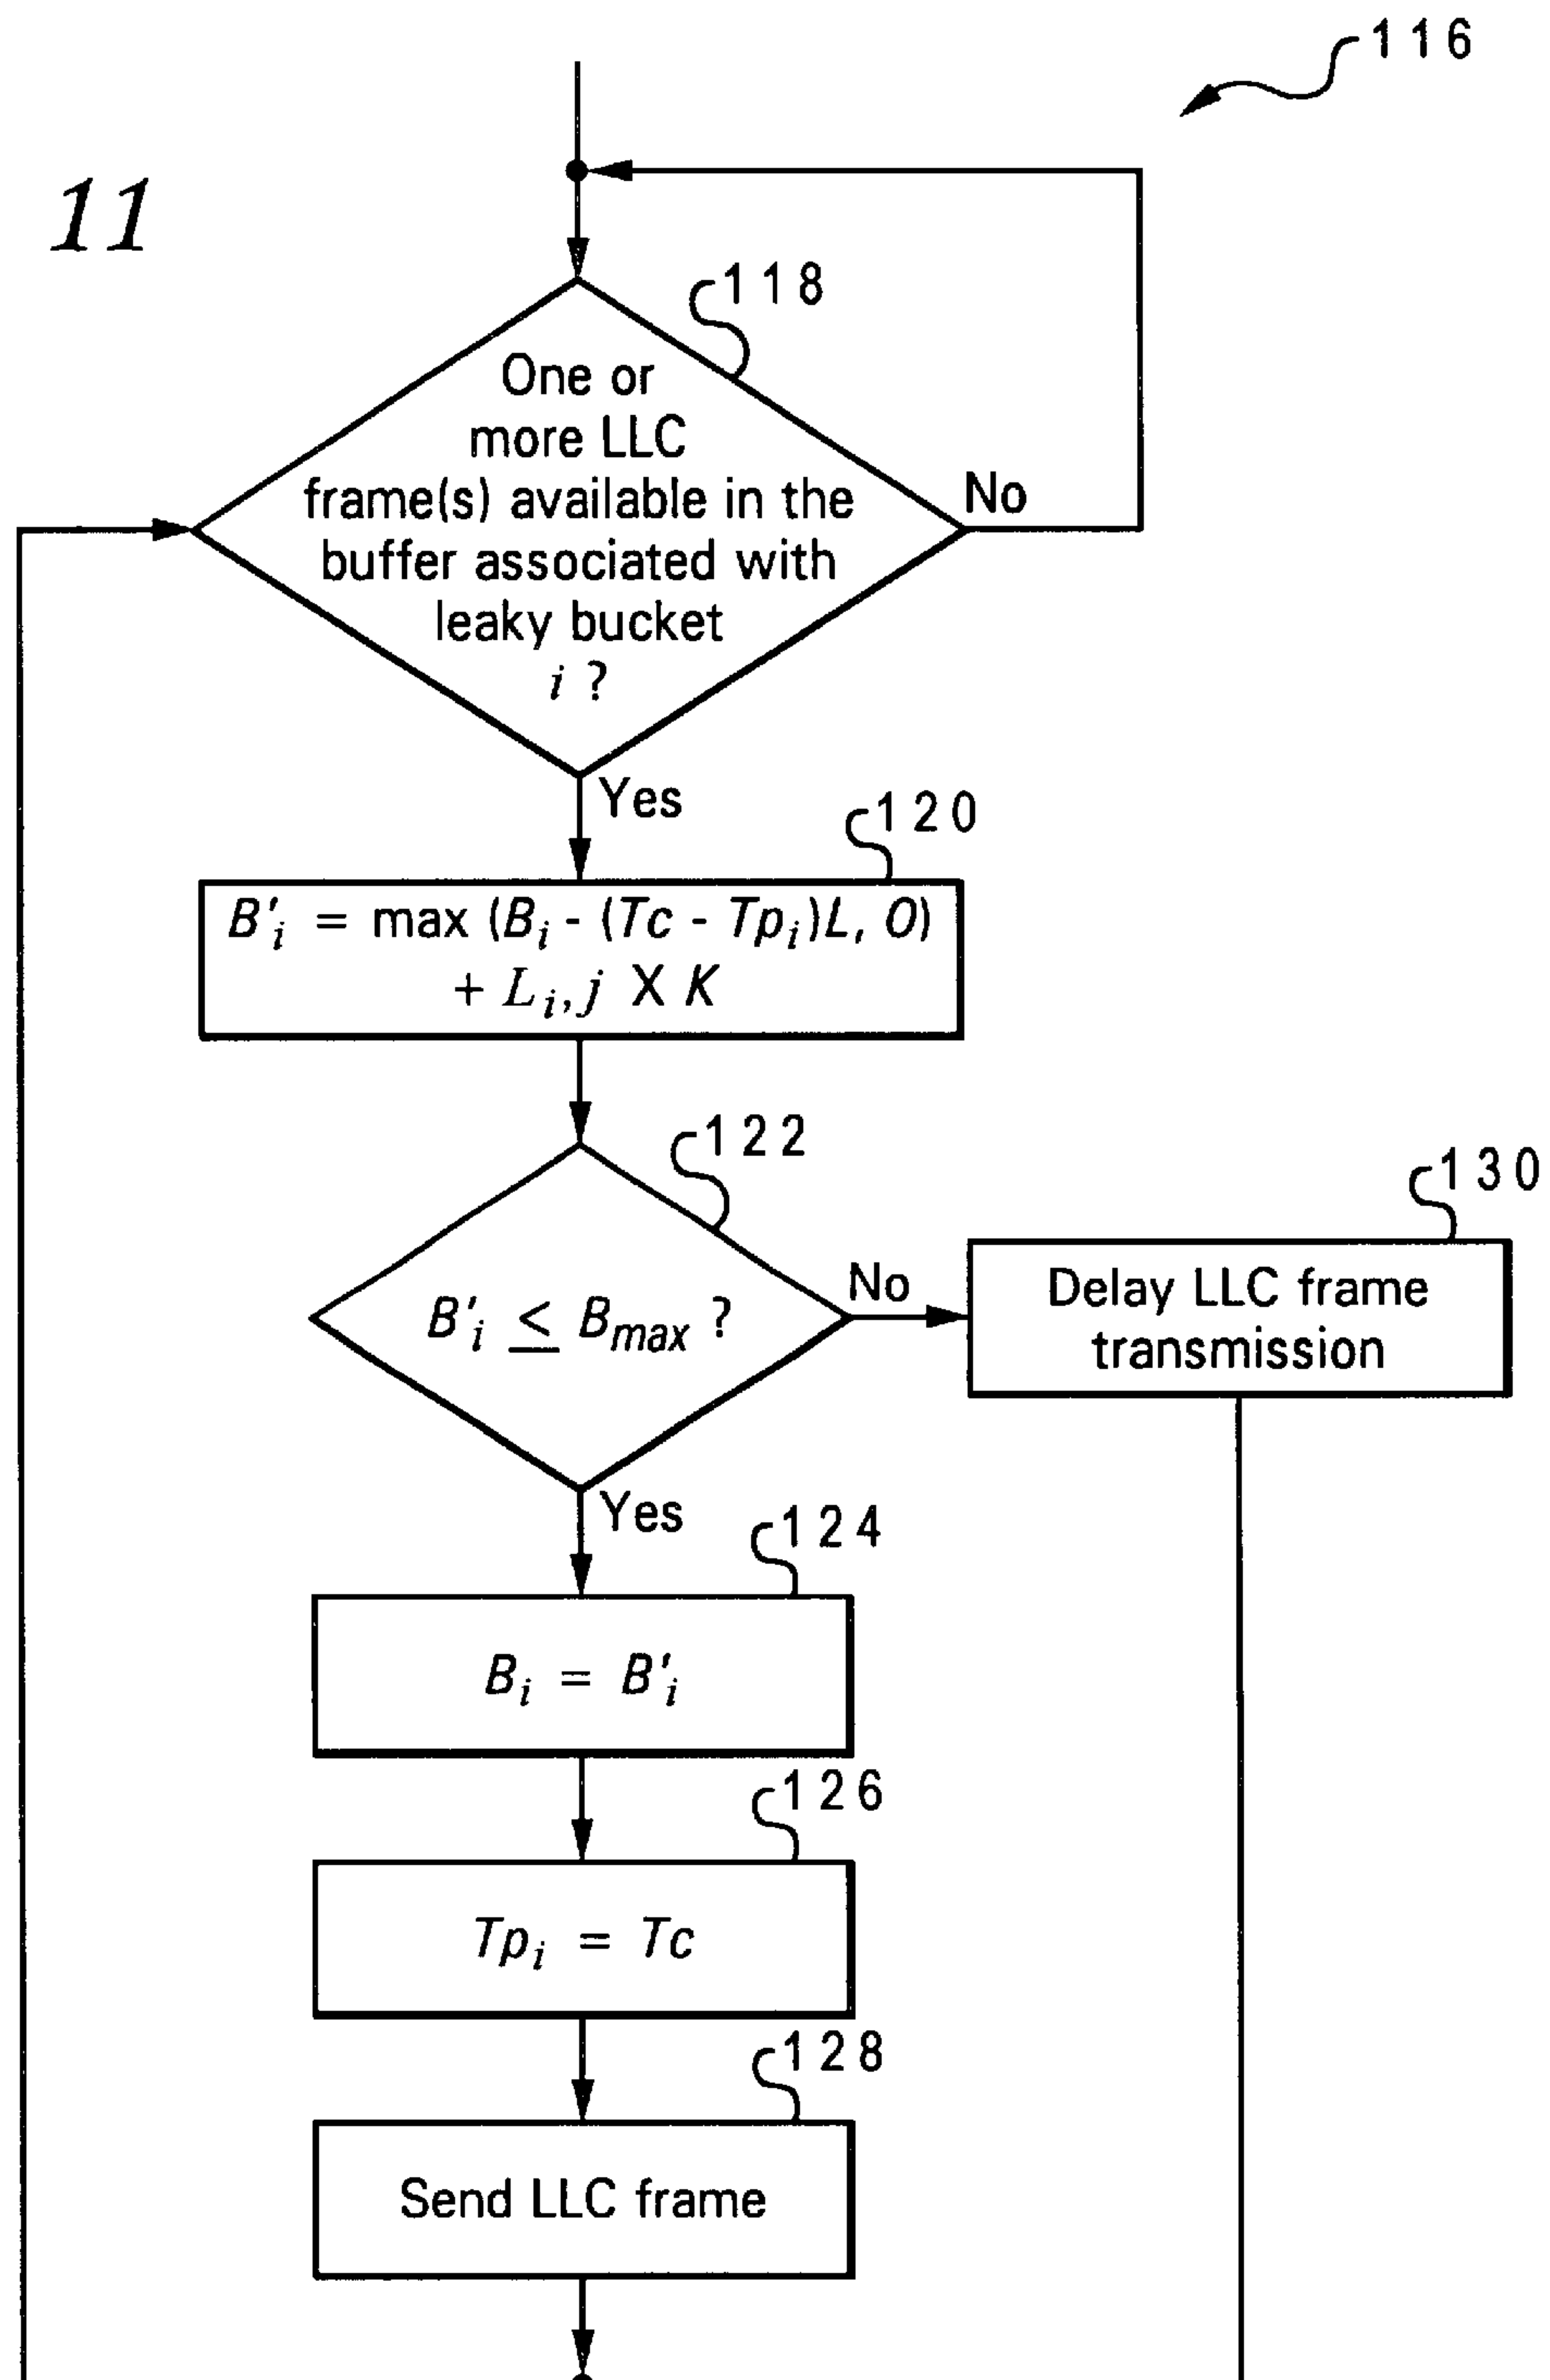 116
11
118
One or
more LLC
frame(s) available in the
buffer associated with
leaky bucket
i ?
No
Yes
120
B'i = max (Bi - (Tc - Tpi)L, O)
+ Li,j X K
122
130
B'i ≤ Bmax ?
No
Delay LLC frame
transmission
Yes
124
Bi = B'i
126
Tpi = Tc
128
Send LLC frame